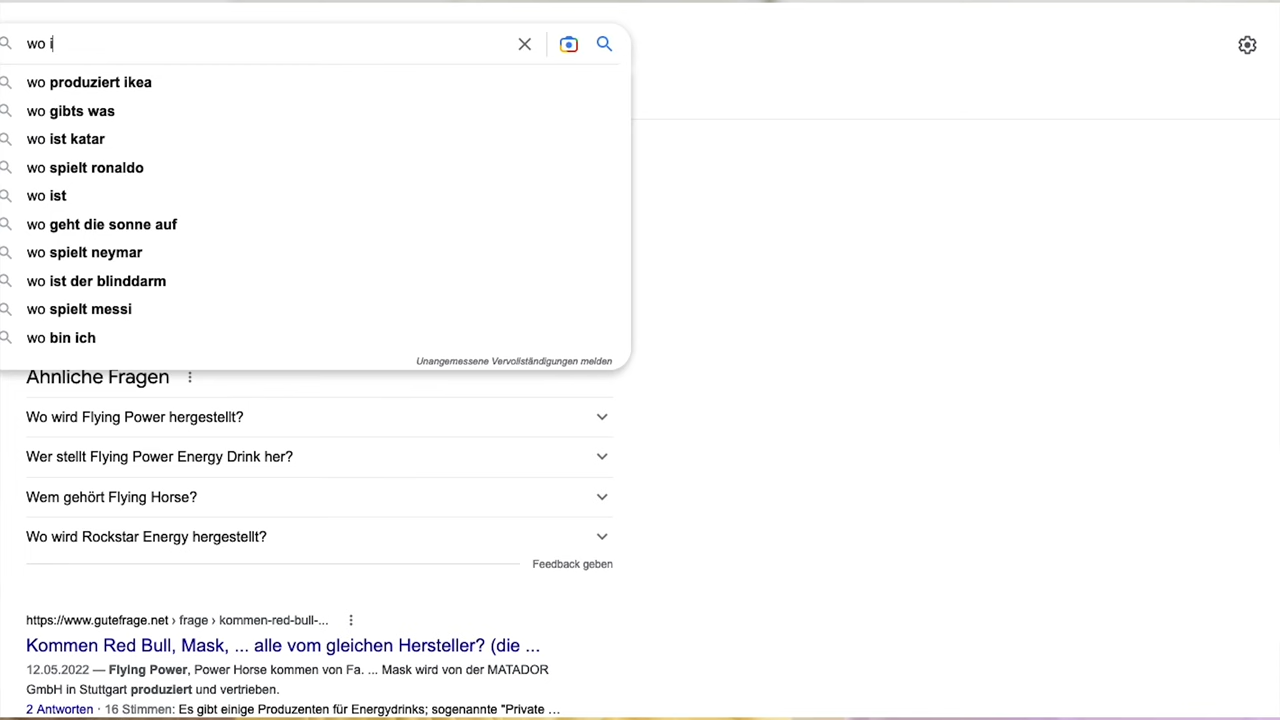 wo i
wo produziert ikea
wo gibts was
wo ist katar
wo spielt ronaldo
wo ist
wo geht die sonne auf
wo spielt neymar
wo ist der blinddarm
wo spielt messi
wo bin ich
Unangemessene Vervollständigungen melden
Ähnliche Fragen
Wo wird Flying Power hergestellt?
Wer stellt Flying Power Energy Drink her?
Wem gehört Flying Horse?
Wo wird Rockstar Energy hergestellt?
Feedback geben
https://www.gutefrage.net › frage › kommen-red-bull-...
Kommen Red Bull, Mask, ... alle vom gleichen Hersteller? (die ...
12.05.2022 — Flying Power, Power Horse kommen von Fa. ... Mask wird von der MATADOR
GmbH in Stuttgart produziert und vertrieben.
2 Antworten · 16 Stimmen: Es gibt einige Produzenten für Energydrinks; sogenannte "Private ...